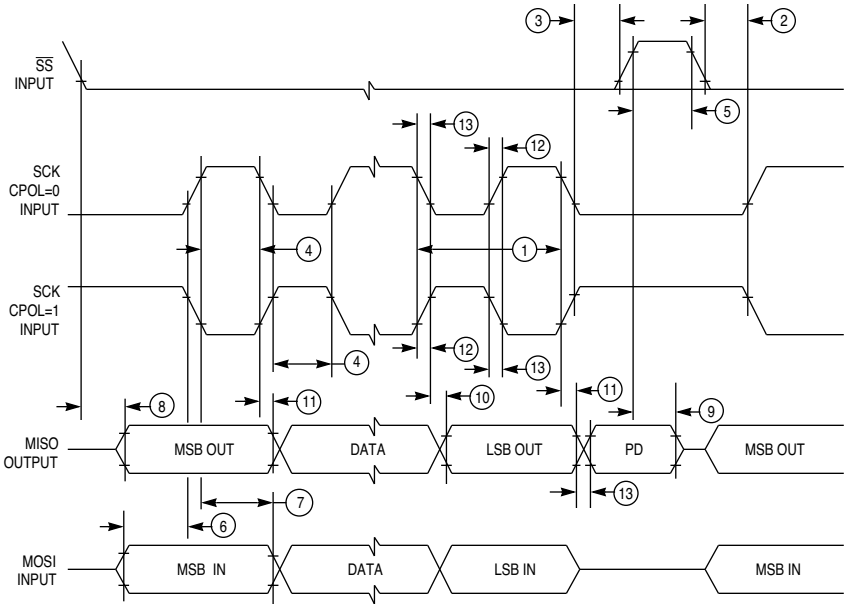 3
2
SS
INPUT
5
13
12
SCK
CPOL=0
INPUT
4
1
SCK
CPOL=1
INPUT
12
4
13
8
11
10
11
9
MISO
OUTPUT
MSB OUT
DATA
LSB OUT
PD
MSB OUT
13
7
6
MOSI
INPUT
MSB IN
DATA
LSB IN
MSB IN